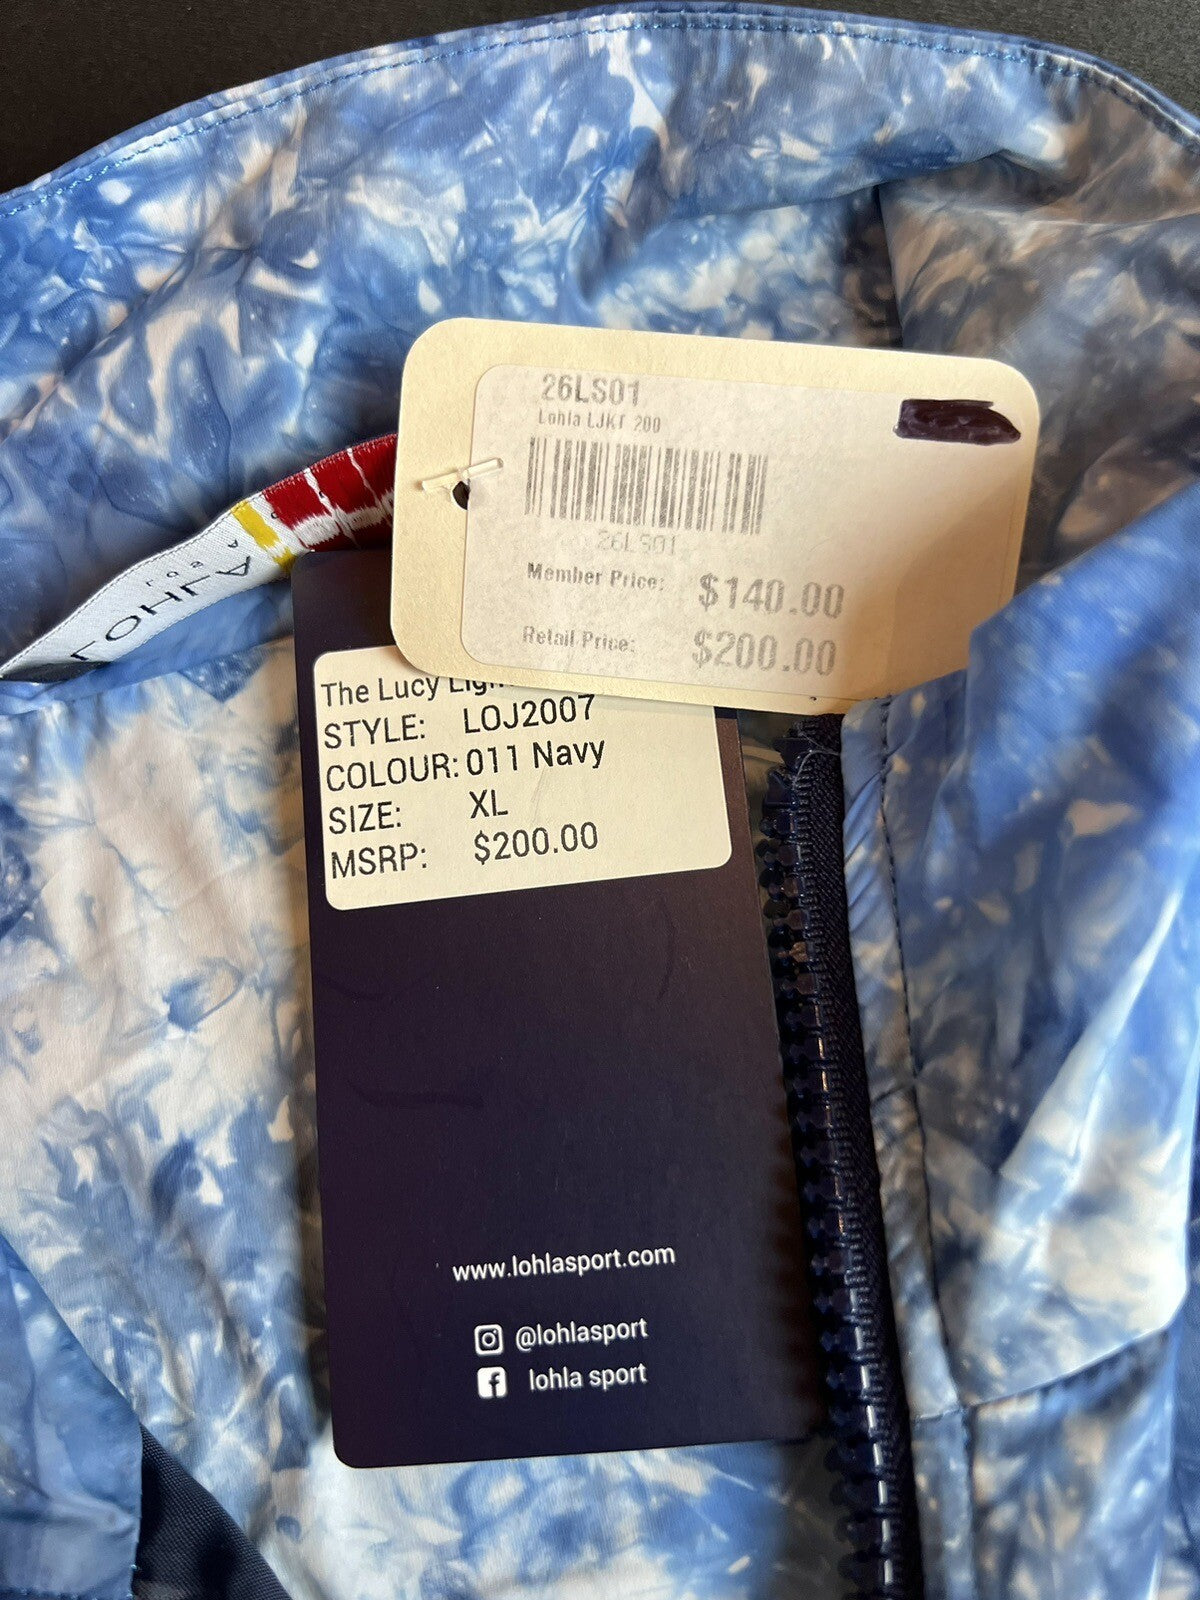 26LS01
Lohla LJKT 200
26LS01
Member Price: $140.00
Retail Price: $200.00
LOHLA
The Lucy
STYLE: LOJ2007
COLOUR: 011 Navy
SIZE: XL
MSRP: $200.00
www.lohlasport.com
@lohlasport
lohla sport